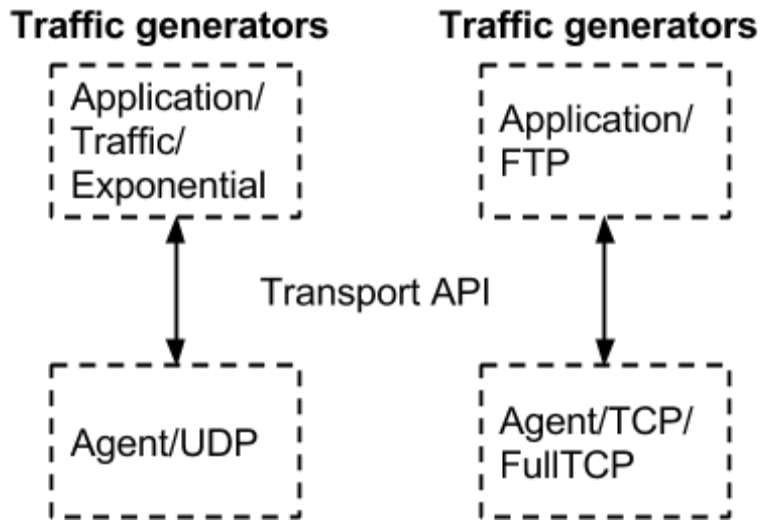 Traffic generators
Application/
Traffic/
Exponential
Traffic generators
Application/
FTP
Transport API
Agent/UDP
Agent/TCP/
FullTCP